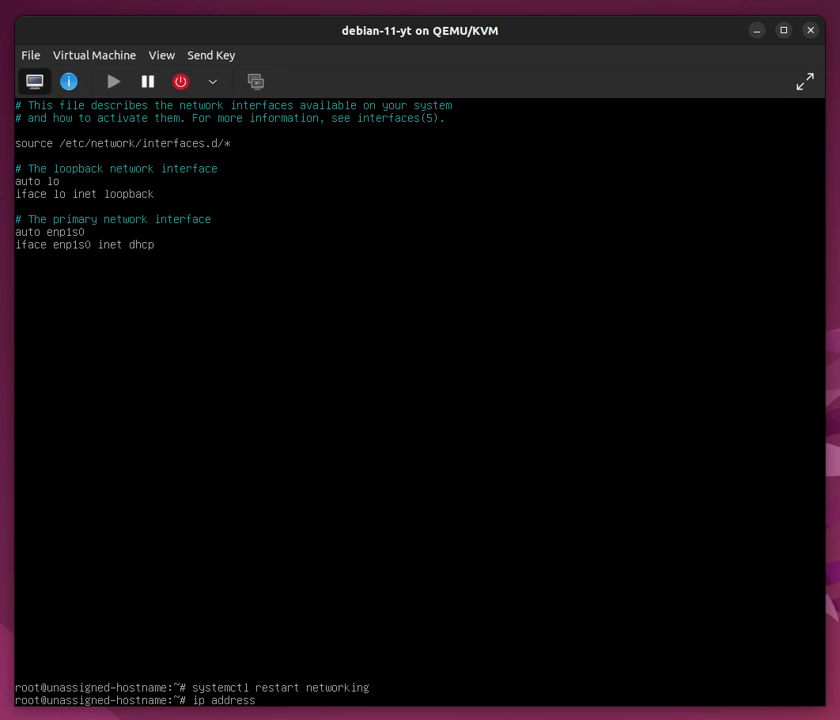 debian-11-yt on QEMU/KVM
File Virtual Machine View Send Key
# This file describes the network interfaces available on your system
# and how to activate them. For more information, see interfaces(5).
source /etc/network/interfaces.d/*
# The loopback network interface
auto lo
iface lo inet loopback
# The primary network interface
auto enp1s0
iface enp1s0 inet dhcp
root@unassigned-hostname:~# systemctl restart networking
root@unassigned-hostname:~# ip address